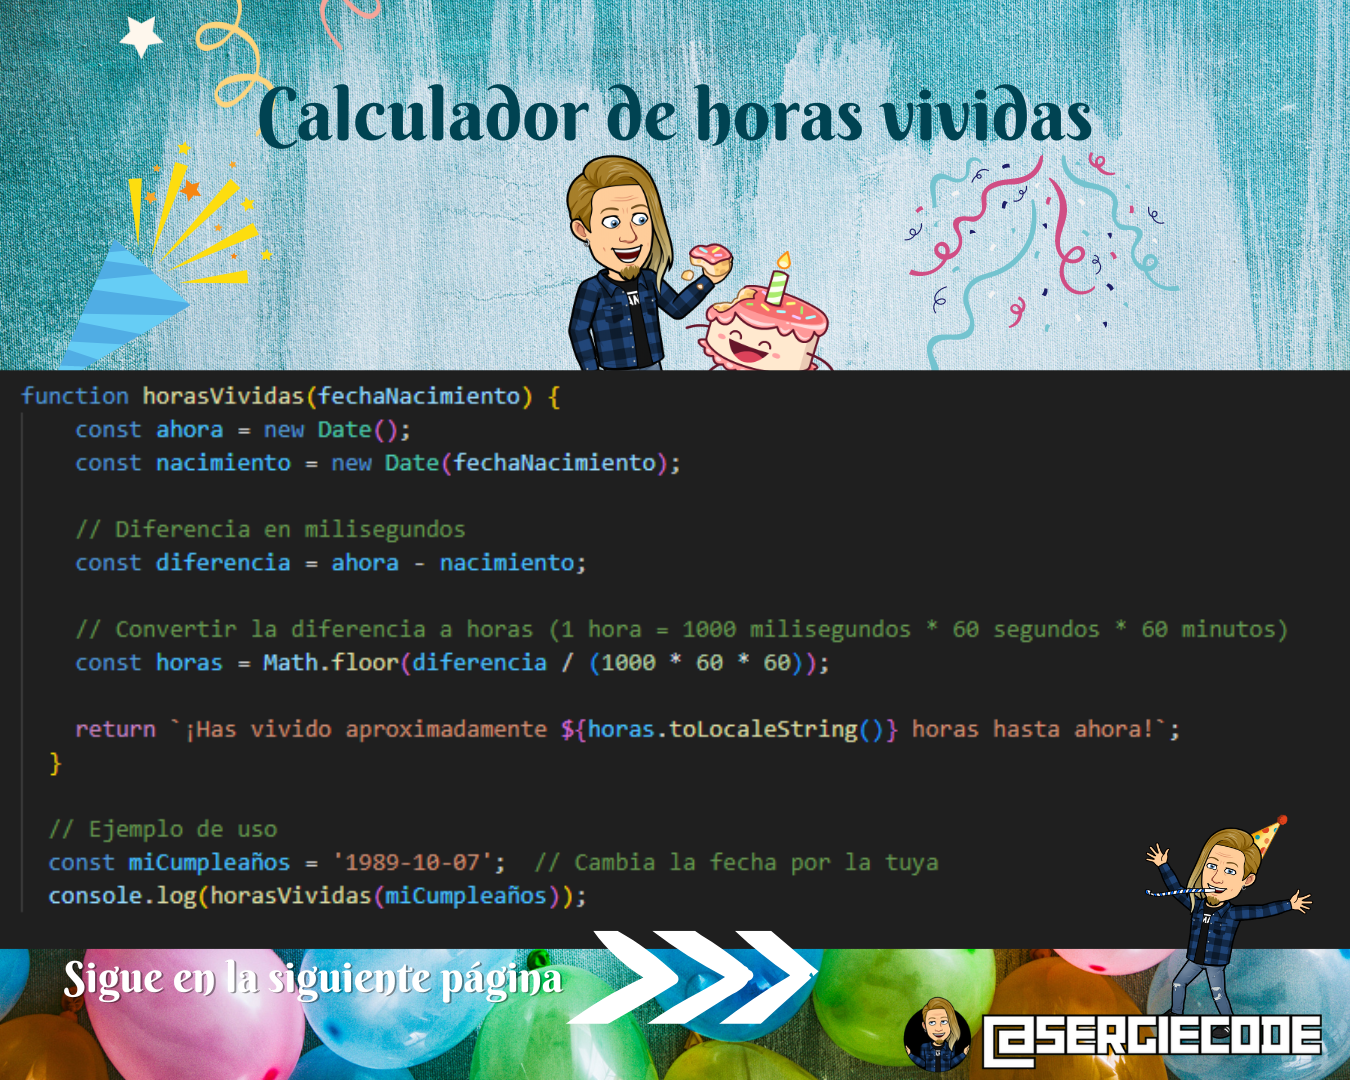 Calculador de horas vividas
function horasVividas(fechaNacimiento) {
const ahora = new Date();
const nacimiento = new Date(fechaNacimiento);
// Diferencia en milisegundos
const diferencia = ahora - nacimiento;
// Convertir la diferencia a horas (1 hora = 1000 milisegundos * 60 segundos * 60 minutos)
const horas = Math.floor(diferencia / (1000 * 60 * 60));
return `¡Has vivido aproximadamente ${horas.toLocaleString()} horas hasta ahora!`;
}
// Ejemplo de uso
const miCumpleaños = '1989-10-07';  // Cambia la fecha por la tuya
console.log(horasVividas(miCumpleaños));
Sigue en la siguiente página
@SERGIECODE